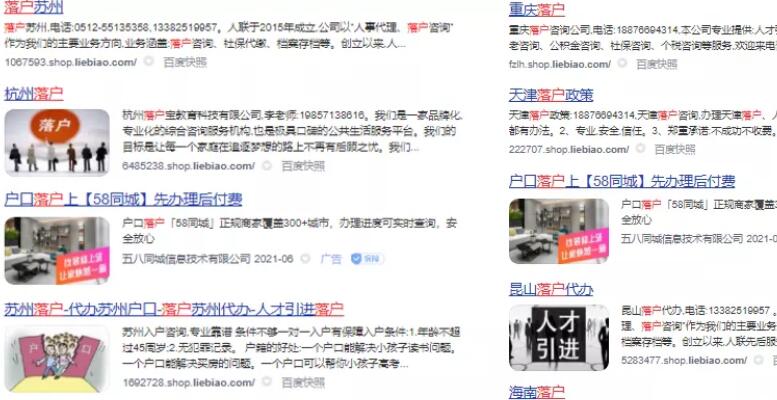 落户苏州
落户苏州,电话:0512-55135358,13382519957。人联于2015年成立,公司以"人事代理、落户咨询"
作为我们的主要业务方向,业务涵盖:落户咨询、社保代缴、档案存档等。创立以来,人...
1067593.shop.liebiao.com/ 百度快照
杭州落户
落户
杭州落户宝教育科技有限公司,李老师:19857138616。我们是一家品牌化,
专业化的综合咨询服务机构,也是极具口碑的公共生活服务平台。我们的
目标是让每一个家庭在追逐梦想的路上不再有后顾之忧。我们...
6485238.shop.liebiao.com/ 百度快照
户口落户上【58同城】先办理后付费
户口落户「58同城」正规商家覆盖300+城市，办理进度可实时查询，安
全放心
五八同城信息技术有限公司 2021-06 广告 保障
让家焕然一新
苏州落户-代办苏州户口-落户苏州代办-人才引进落户
户口
苏州入户咨询,专业靠谱 条件不够一对一入户有保障入户条件:1.年龄不超
过45周岁;2.无犯罪记录。 户籍的好处:一个户口能解决小孩子读书问题。
一个户口能解决买房的问题。一个户口可以帮你小孩子高考...
1692728.shop.liebiao.com/ 百度快照
重庆落户
重庆落户咨询公司,电话:18876694314,本公司专业提供:人才引
老咨询、公积金咨询、社保咨询、个税咨询等服务,欢迎来电
fzlh.shop.liebiao.com/ 百度快照
天津落户政策
天津落户政策:18876694314,天津落户咨询,办理天津落户、人
都有办法。2、专业,安全,信任。3、郑重承诺:不成功不收费。
222707.shop.liebiao.com/ 百度快照
户口落户上【58同城】先办理后付费
户口落户「58同城」正规商家覆
全放心
五八同城信息技术有限公司 202
让家焕然一新
昆山落户代办
人才
引进
昆山落户代办,电话:13382519957,
理、落户咨询"作为我们的主要业务
创立以来,人联先后服
5283477.shop.liebiao.com/
海南落户